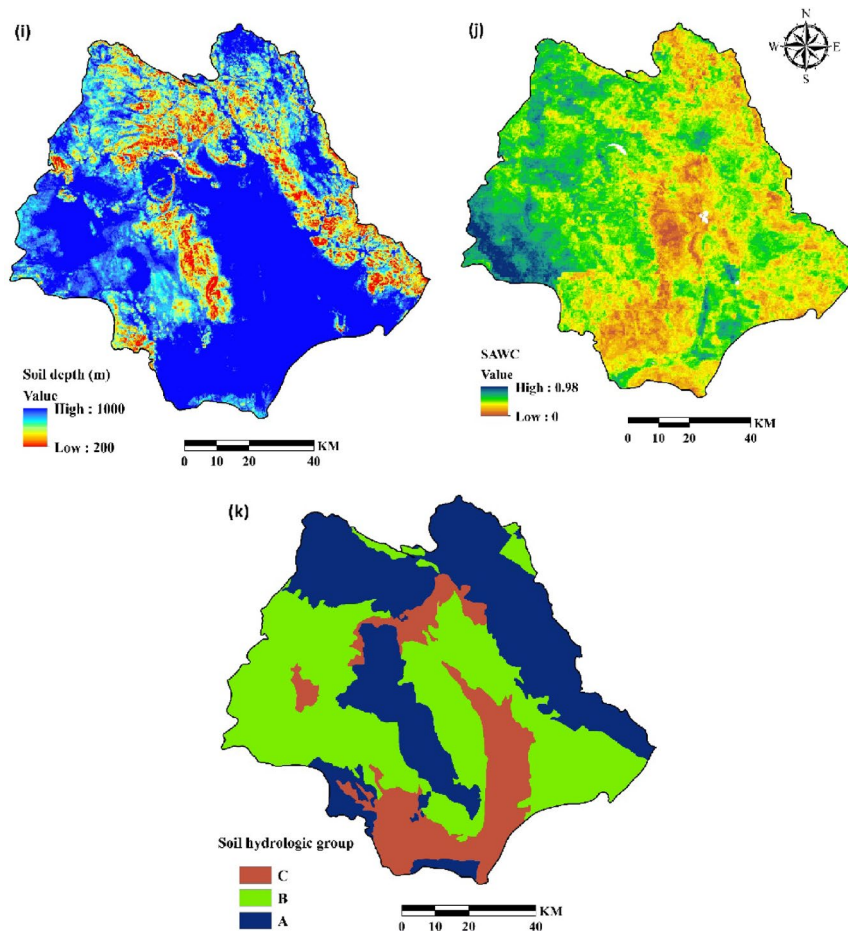 (i)
(j)
N
W E
S
Soil depth (m)
Value
High : 1000
Low : 200
KM
0 10 20 40
SAWC
Value
High : 0.98
Low : 0
KM
0 10 20 40
(k)
Soil hydrologic group
C
B
A
KM
0 10 20 40